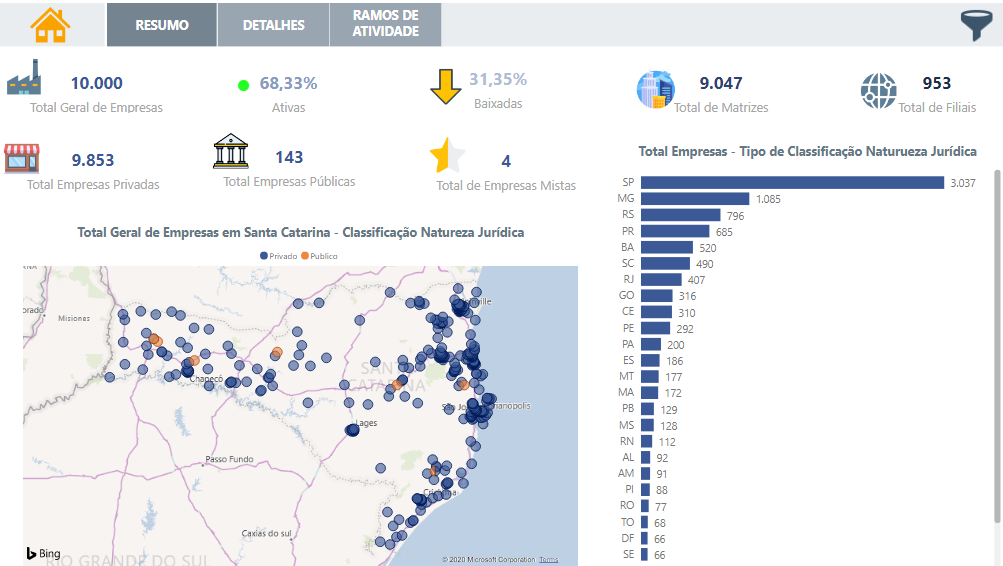 RESUMO
DETALHES
RAMOS DE
ATIVIDADE
10.000
Total Geral de Empresas
68,33%
Ativas
31,35%
Baixadas
9.047
Total de Matrizes
953
Total de Filiais
9.853
Total Empresas Privadas
143
Total Empresas Públicas
4
Total de Empresas Mistas
Total Geral de Empresas em Santa Catarina - Classificação Natureza Jurídica
Privado
Publico
Misiones
Chapecó
SANTA
CATARINA
Lages
Passo Fundo
Caxias do sul
RIO GRANDE DO SUL
Bing
© 2020 Microsoft Corporation Terms
Total Empresas - Tipo de Classificação Naturueza Jurídica
SP 3.037
MG 1.085
RS 796
PR 685
BA 520
SC 490
RJ 407
GO 316
CE 310
PE 292
PA 200
ES 186
MT 177
MA 172
PB 129
MS 128
RN 112
AL 92
AM 91
PI 88
RO 77
TO 68
DF 66
SE 66